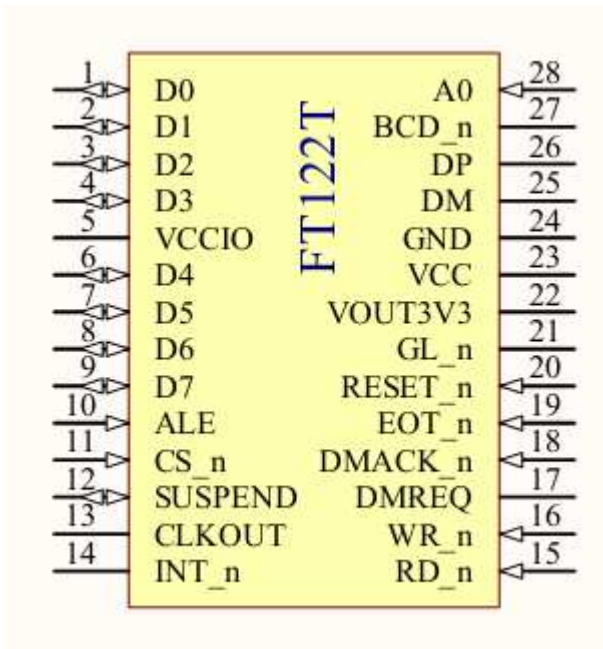 1 D0 A0 28
2 D1 BCD_n 27
3 D2 DP 26
4 D3 DM 25
5 VCCIO GND 24
6 D4 VCC 23
7 D5 VOUT3V3 22
8 D6 GL_n 21
9 D7 RESET_n 20
10 ALE EOT_n 19
11 CS_n DMACK_n 18
12 SUSPEND DMREQ 17
13 CLKOUT WR_n 16
14 INT_n RD_n 15
FT122T